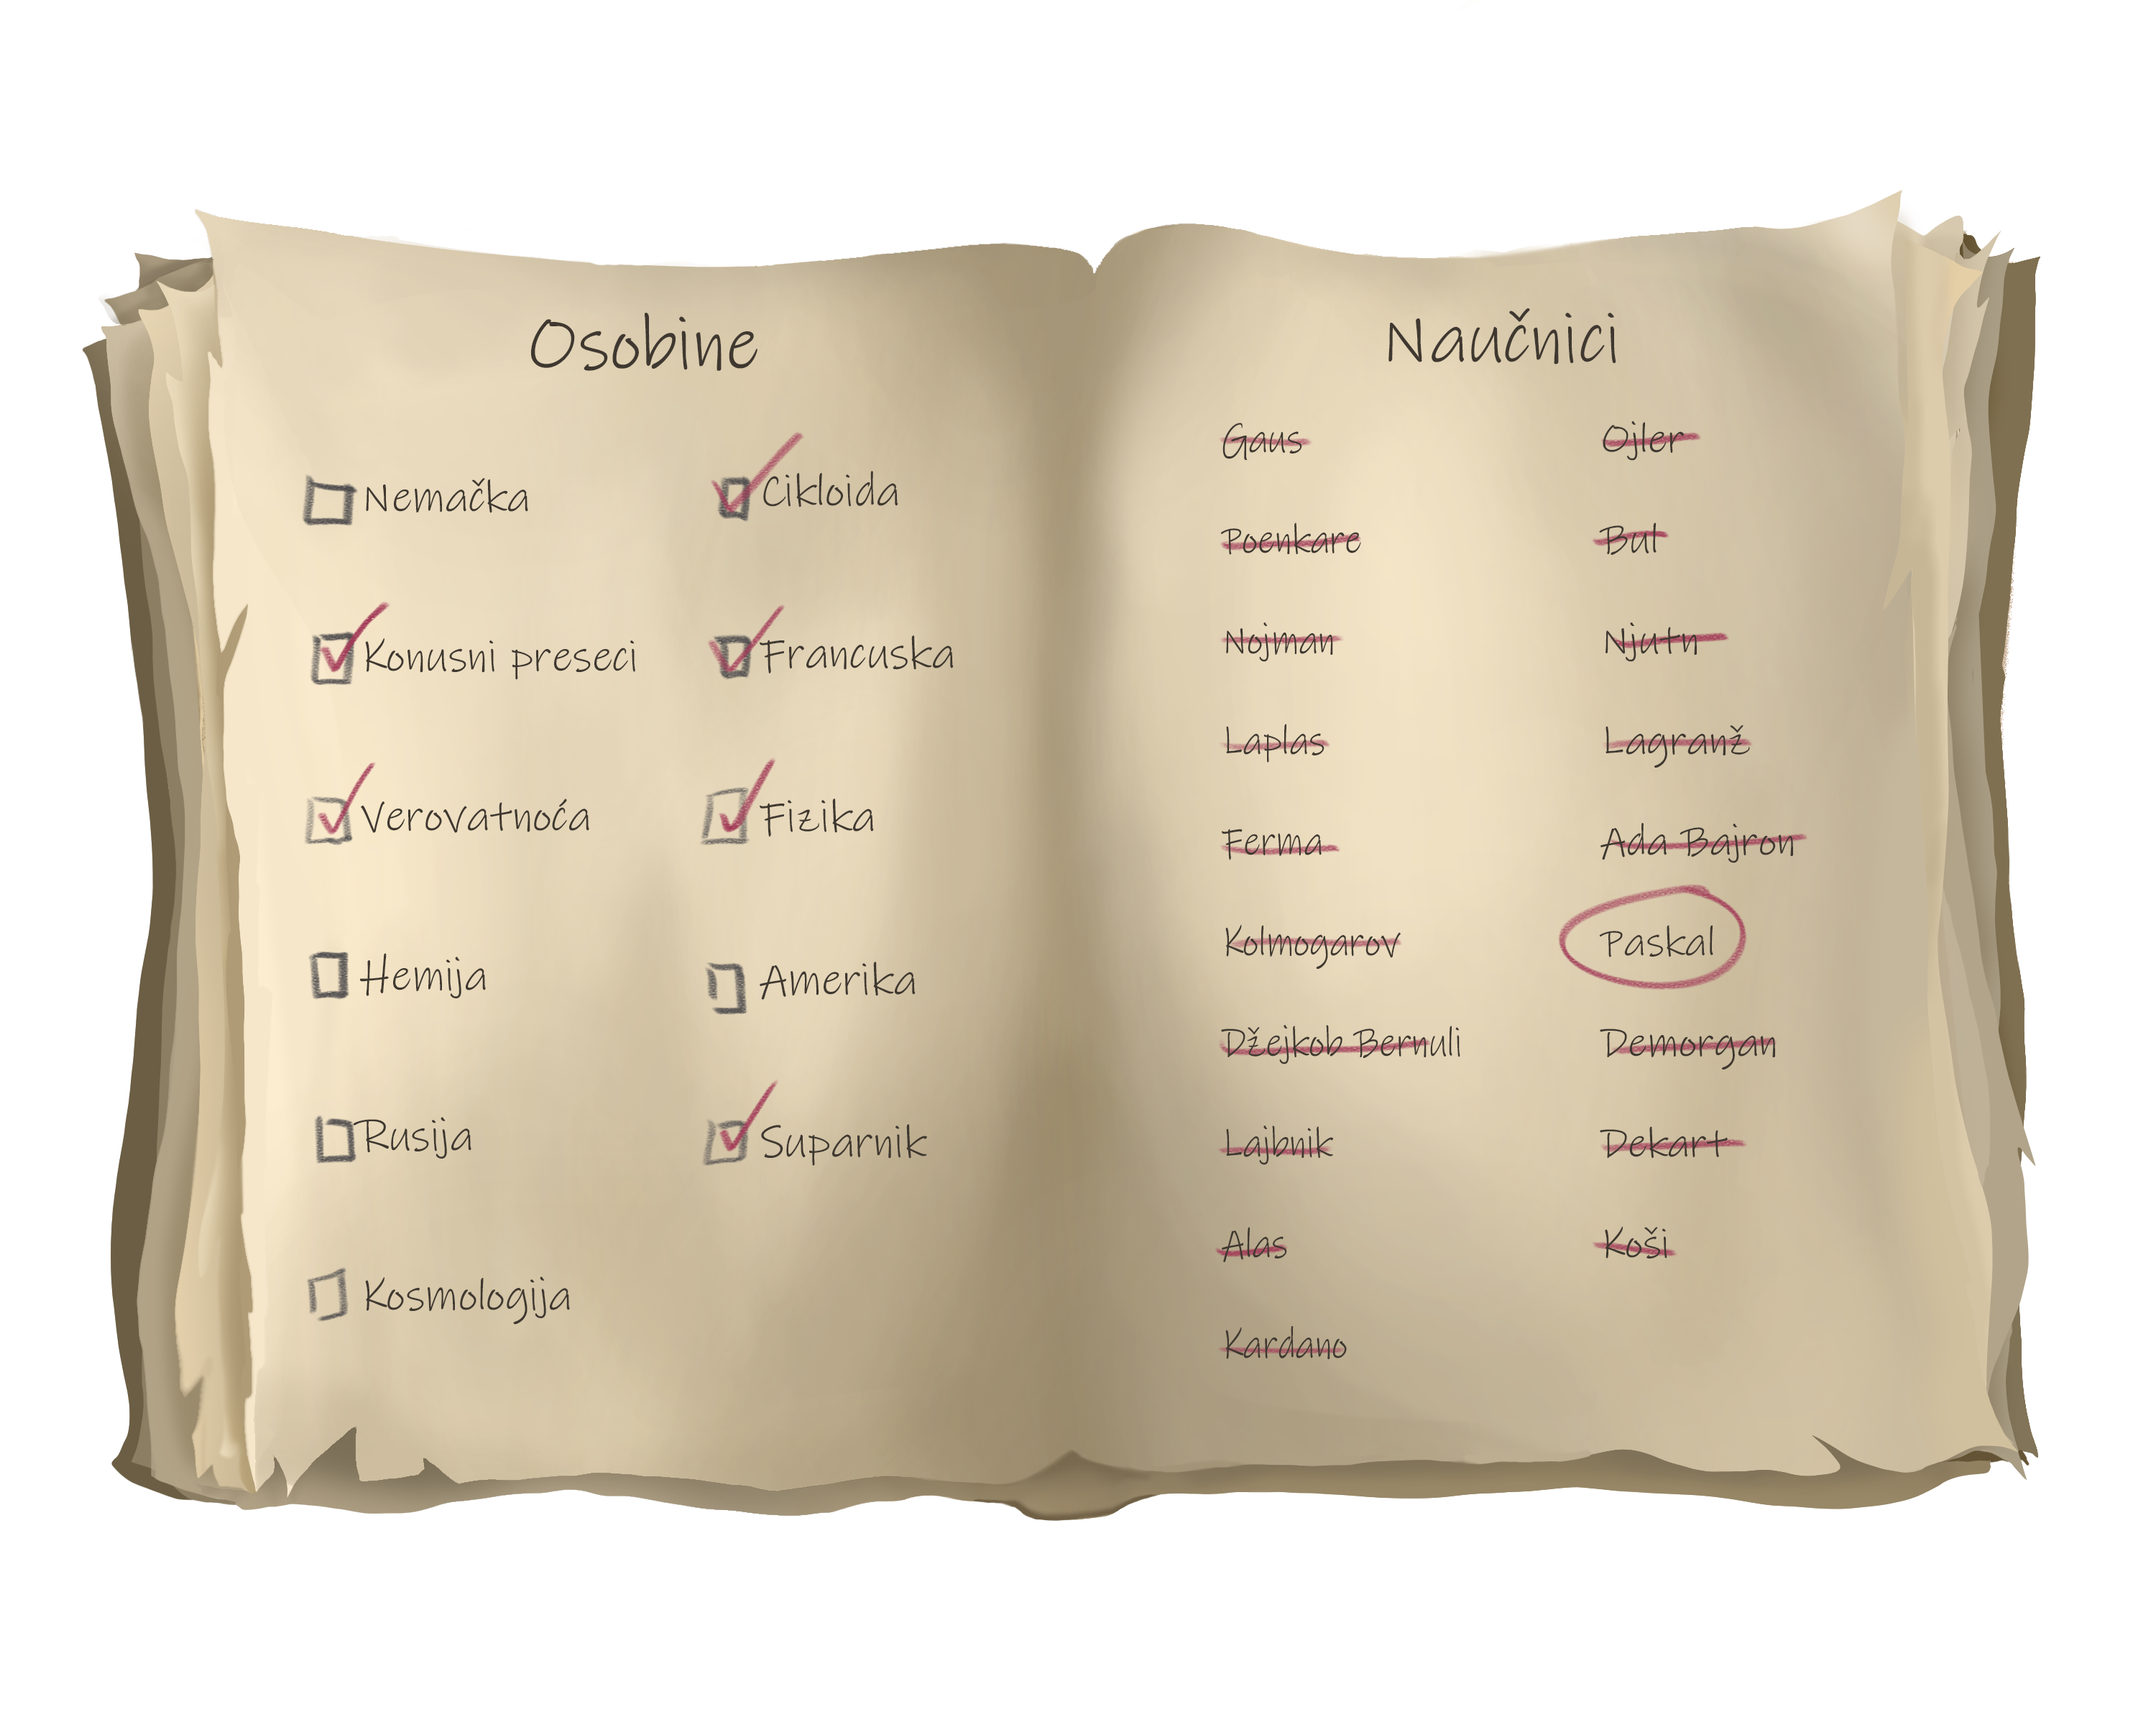 Osobine
Nemačka
Konusni preseci
Verovatnoća
Hemija
Rusija
Kosmologija
Cikloida
Francuska
Fizika
Amerika
Suparnik
Naučnici
Gaus
Poenkare
Nojman
Laplas
Ferma
Kolmogarov
Džejkob Bernuli
Lajbnik
Alas
Kardano
Ojler
Bul
Njutn
Lagranž
Ada Bajron
Paskal
Demorgan
Dekart
Koši